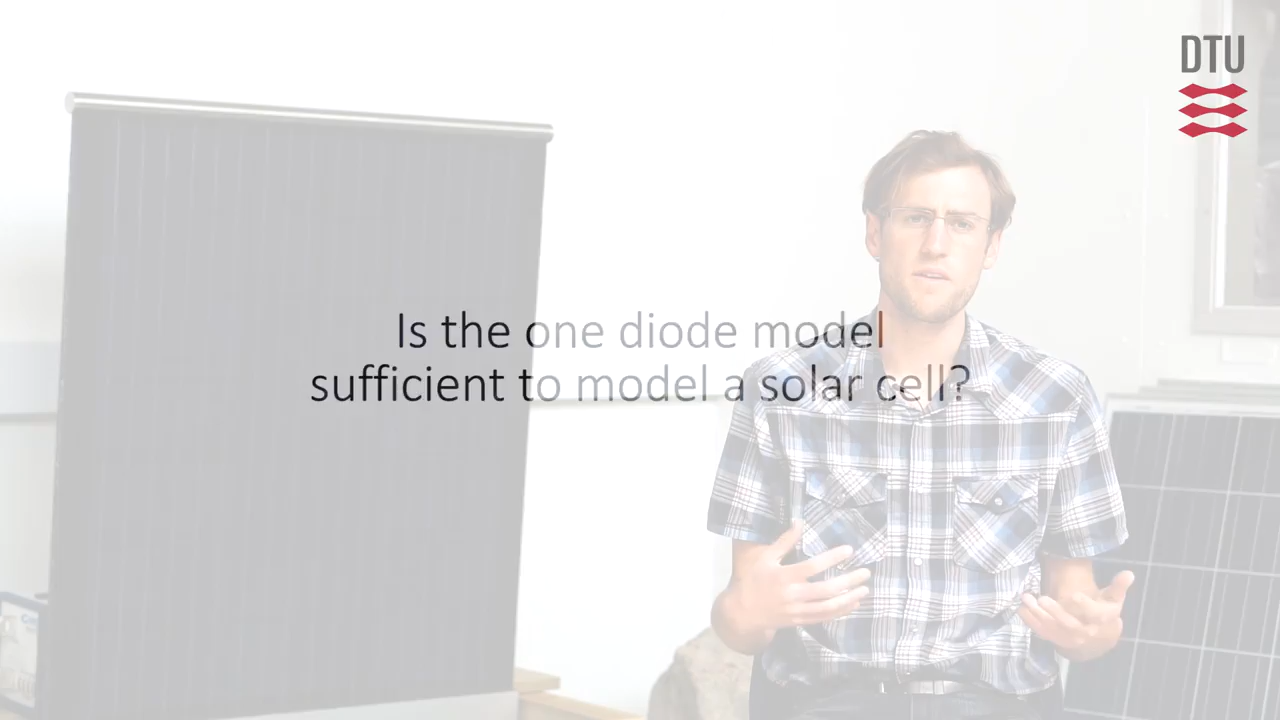 DTU
Is the one diode model
sufficient to model a solar cell?